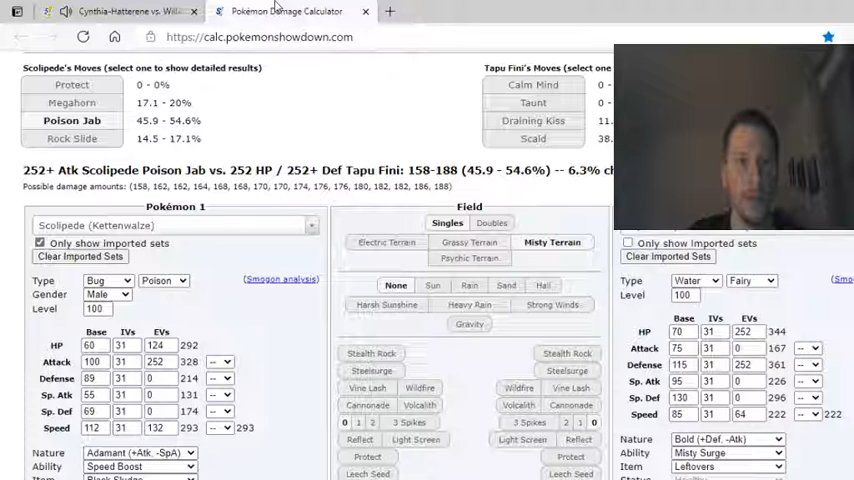 Cynthia-Hatterene vs. Willi
Pokémon Damage Calculator
https://calc.pokemonshowdown.com
Scolipede's Moves (select one to show detailed results)
Protect 0 - 0%
Megahorn 17.1 - 20%
Poison Jab 45.9 - 54.6%
Rock Slide 14.5 - 17.1%
Tapu Fini's Moves (select one
Calm Mind 0 -
Taunt 0 -
Draining Kiss 11.
Scald 38.
252+ Atk Scolipede Poison Jab vs. 252 HP / 252+ Def Tapu Fini: 158-188 (45.9 - 54.6%) -- 6.3% ch
Possible damage amounts: (158, 162, 162, 164, 168, 168, 170, 170, 174, 176, 176, 180, 182, 182, 186, 188)
Pokémon 1
Scolipede (Kettenwalze)
Only show imported sets
Clear Imported Sets
Type Bug Poison (Smogon analysis)
Gender Male
Level 100
Base IVs EVs
HP 60 31 124 292
Attack 100 31 252 328 --
Defense 89 31 0 214 --
Sp. Atk 55 31 0 131 --
Sp. Def 69 31 0 174 --
Speed 112 31 132 293 -- 293
Nature Adamant (+Atk, -SpA)
Ability Speed Boost
Item Black Sludge
Field
Singles Doubles
Electric Terrain Grassy Terrain Misty Terrain
Psychic Terrain
None Sun Rain Sand Hail
Harsh Sunshine Heavy Rain Strong Winds
Gravity
Stealth Rock Stealth Rock
Steelsurge Steelsurge
Vine Lash Wildfire Wildfire Vine Lash
Cannonade Volcalith Volcalith Cannonade
0 1 2 3 Spikes 3 Spikes 2 1 0
Reflect Light Screen Light Screen Reflect
Protect Protect
Leech Seed Leech Seed
Only show imported sets
Clear Imported Sets
Type Water Fairy (Smo
Level 100
Base IVs EVs
HP 70 31 252 344
Attack 75 31 0 167 --
Defense 115 31 252 361 --
Sp. Atk 95 31 0 226 --
Sp. Def 130 31 0 296 --
Speed 85 31 64 222 -- 222
Nature Bold (+Def, -Atk)
Ability Misty Surge
Item Leftovers